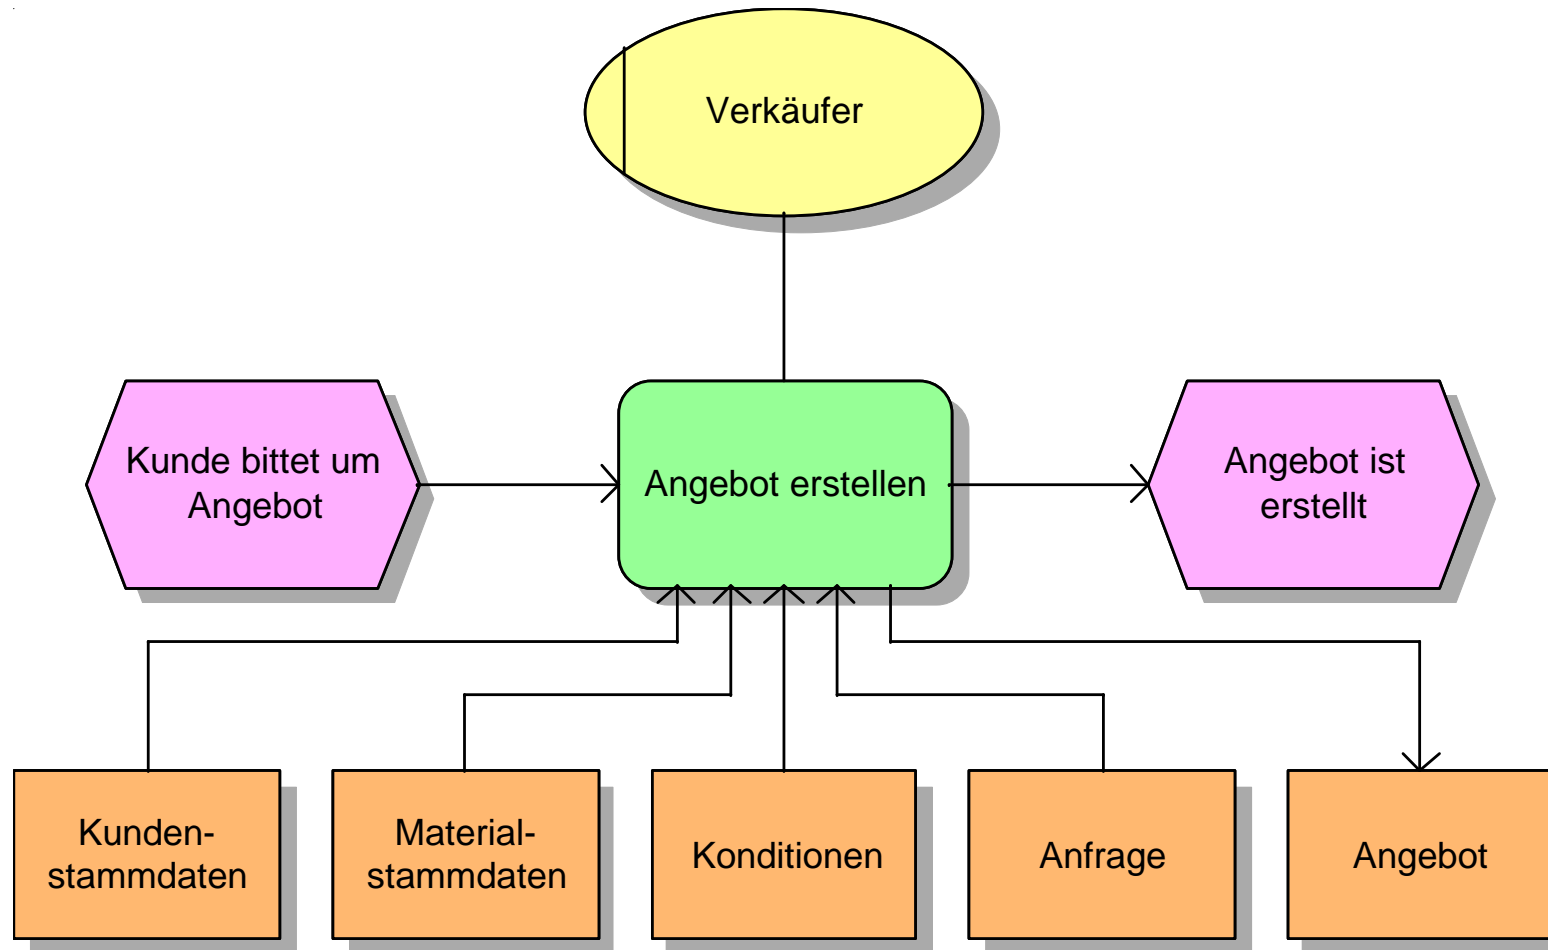 Verkäufer
Kunde bittet um
Angebot
Angebot erstellen
Angebot ist
erstellt
Kunden-
stammdaten
Material-
stammdaten
Konditionen
Anfrage
Angebot